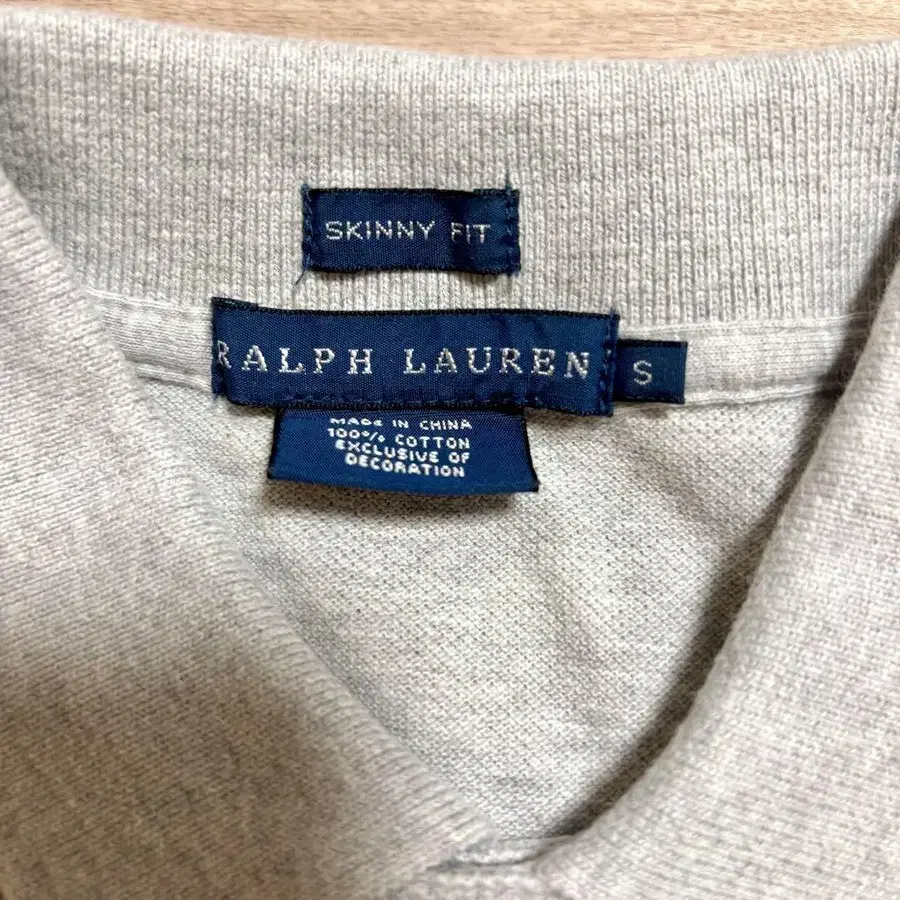 SKINNY FIT
RALPH LAUREN
S
MADE IN CHINA
100% COTTON
EXCLUSIVE OF
DECORATION